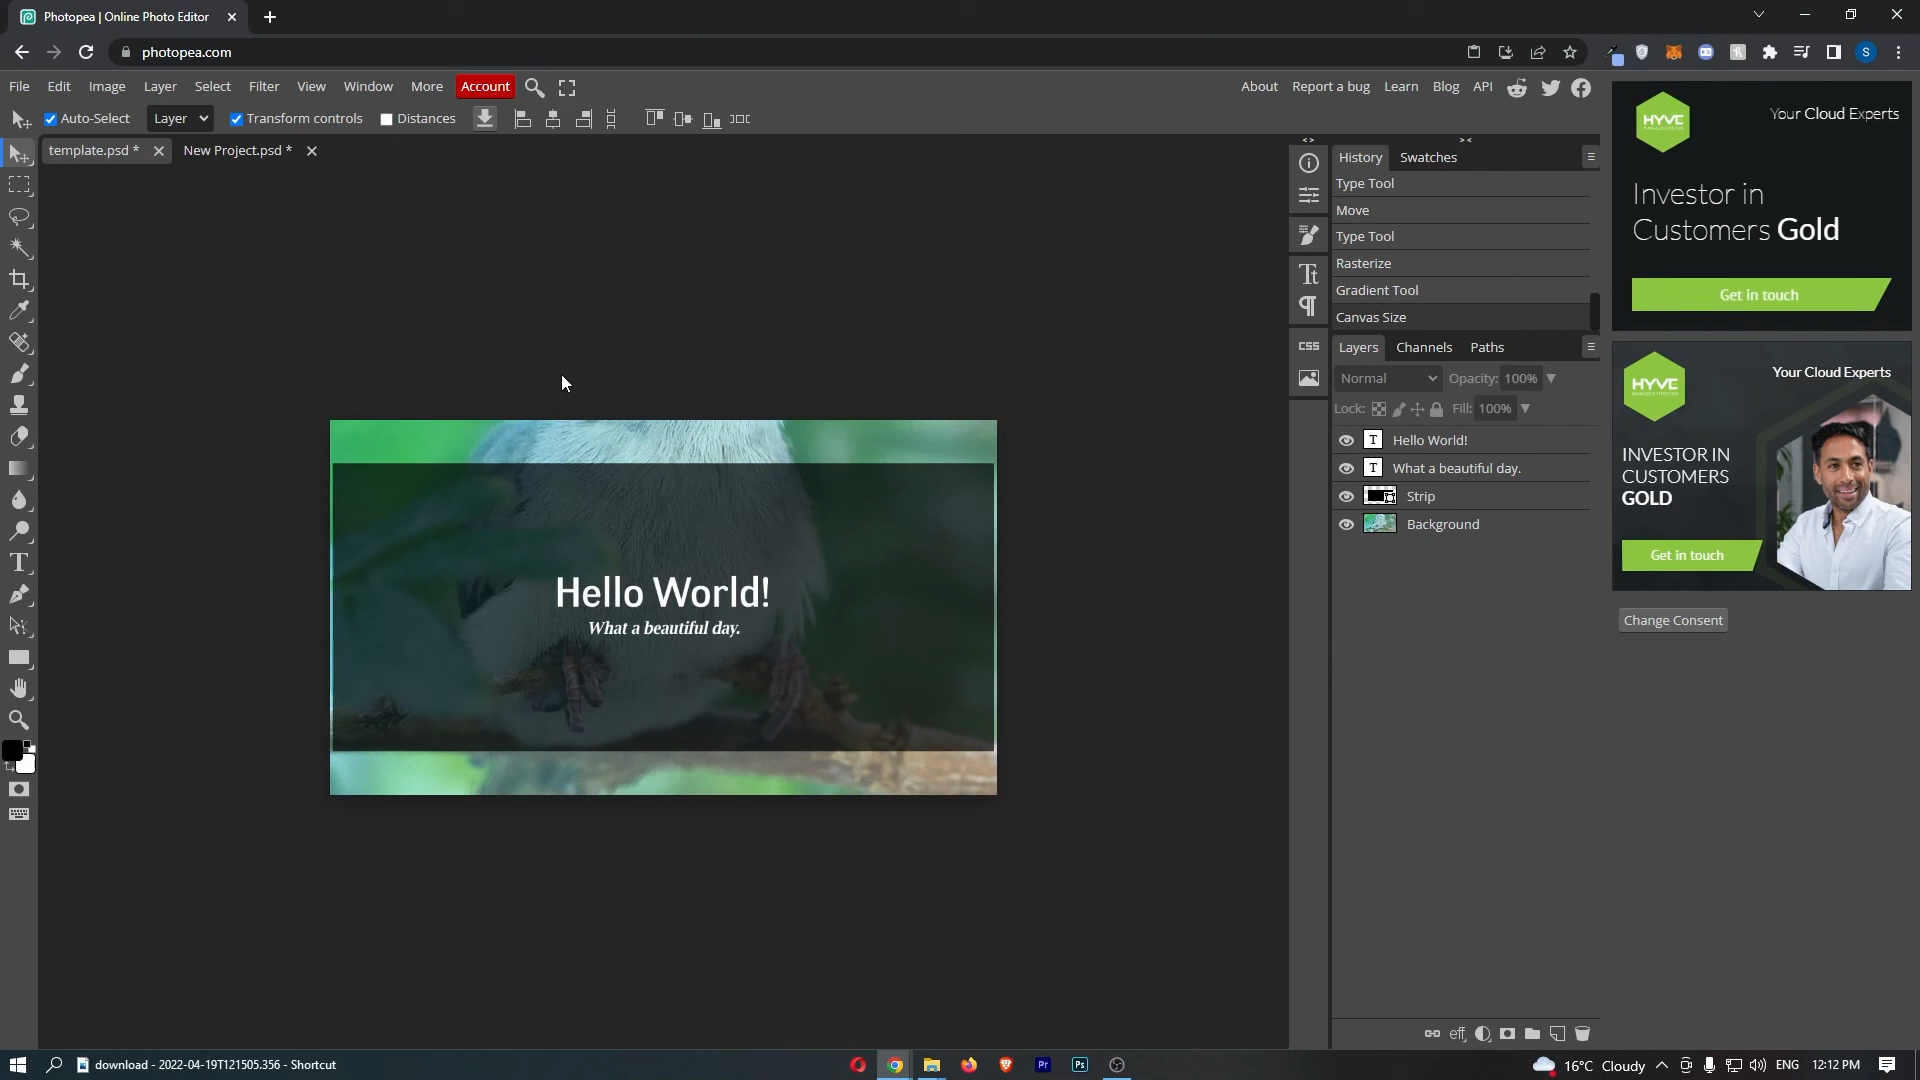 Photopea | Online Photo Editor
photopea.com
S
File Edit Image Layer Select Filter View Window More Account
About Report a bug Learn Blog API
Auto-Select Layer Transform controls Distances
template.psd * New Project.psd *
History Swatches
Type Tool
Move
Type Tool
Rasterize
Gradient Tool
Canvas Size
CSS
Layers Channels Paths
Normal Opacity: 100%
Lock: Fill: 100%
T Hello World!
T What a beautiful day.
Strip
Background
eff
Hello World!
What a beautiful day.
HYVE
Your Cloud Experts
Investor in
Customers Gold
Get in touch
HYVE
MANAGED HOSTING
Your Cloud Experts
INVESTOR IN
CUSTOMERS
GOLD
Get in touch
Change Consent
download - 2022-04-19T121505.356 - Shortcut
Pr
Ps
16°C Cloudy
ENG
12:12 PM